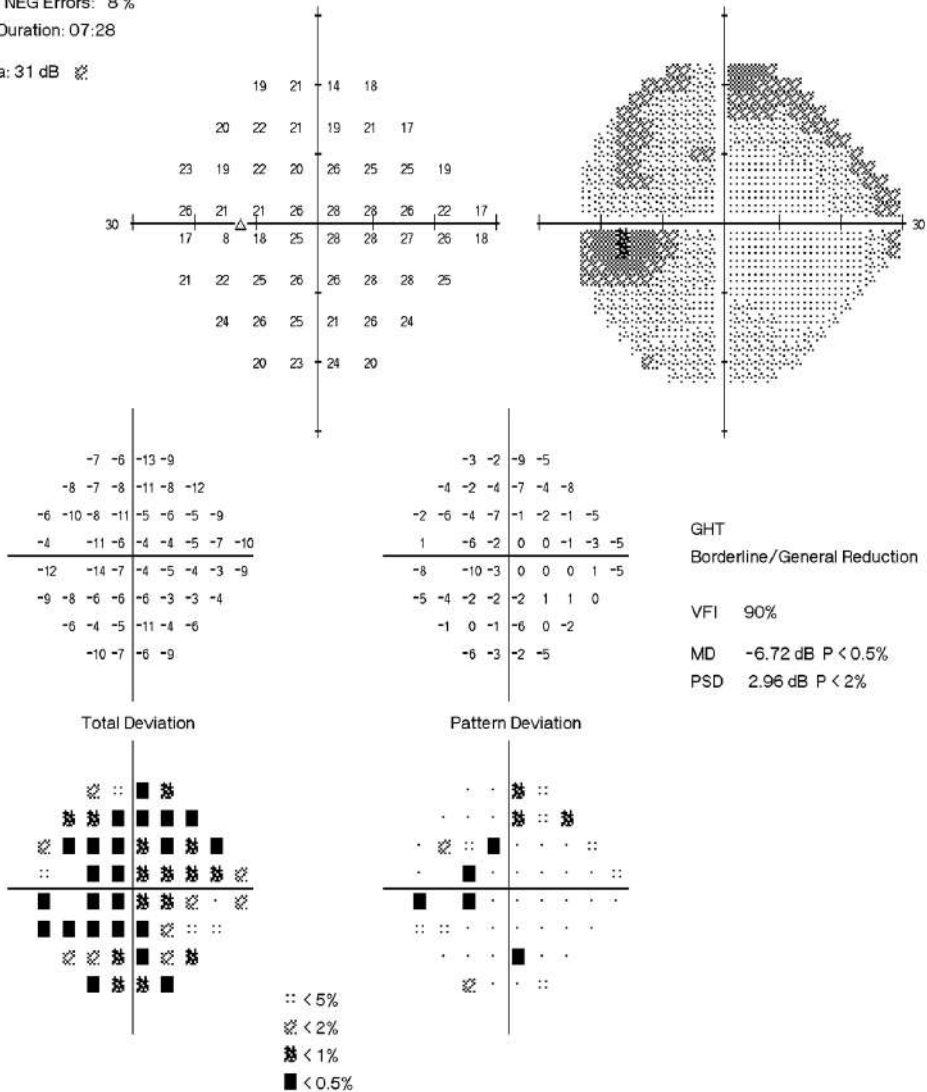 NEG Errors: 8 %
Duration: 07:28
a: 31 dB
19 21 14 18
20 22 21 19 21 17
23 19 22 20 26 25 25 19
26 21 21 26 28 28 26 22 17
30 30
17 8 18 25 28 28 27 26 18
21 22 25 26 26 28 28 25
24 26 25 21 26 24
20 23 24 20
-7 -6 -13 -9 -3 -2 -9 -5
-8 -7 -8 -11 -8 -12 -4 -2 -4 -7 -4 -8
-6 -10 -8 -11 -5 -6 -5 -9 -2 -6 -4 -7 -1 -2 -1 -5
GHT
-4 -11 -6 -4 -4 -5 -7 -10 1 -6 -2 0 0 -1 -3 -5
Borderline/General Reduction
-12 -14 -7 -4 -5 -4 -3 -9 -8 -10 -3 0 0 0 1 -5
-9 -8 -6 -6 -6 -3 -3 -4 -5 -4 -2 -2 -2 1 1 0
VFI 90%
-6 -4 -5 -11 -4 -6 -1 0 -1 -6 0 -2
-10 -7 -6 -9 -6 -3 -2 -5
MD -6.72 dB P < 0.5%
PSD 2.96 dB P < 2%
Total Deviation Pattern Deviation
< 5%
< 2%
< 1%
< 0.5%